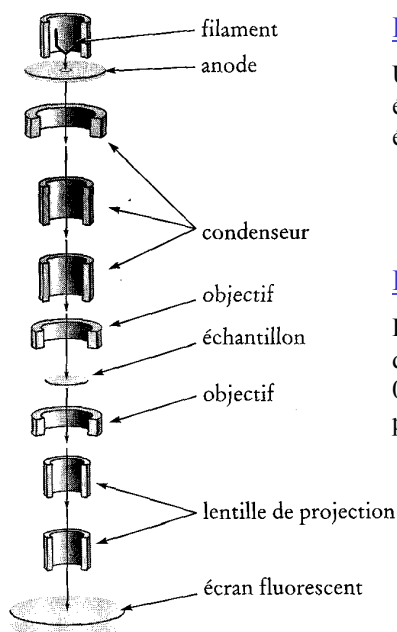 filament
anode
condenseur
objectif
échantillon
objectif
lentille de projection
écran fluorescent